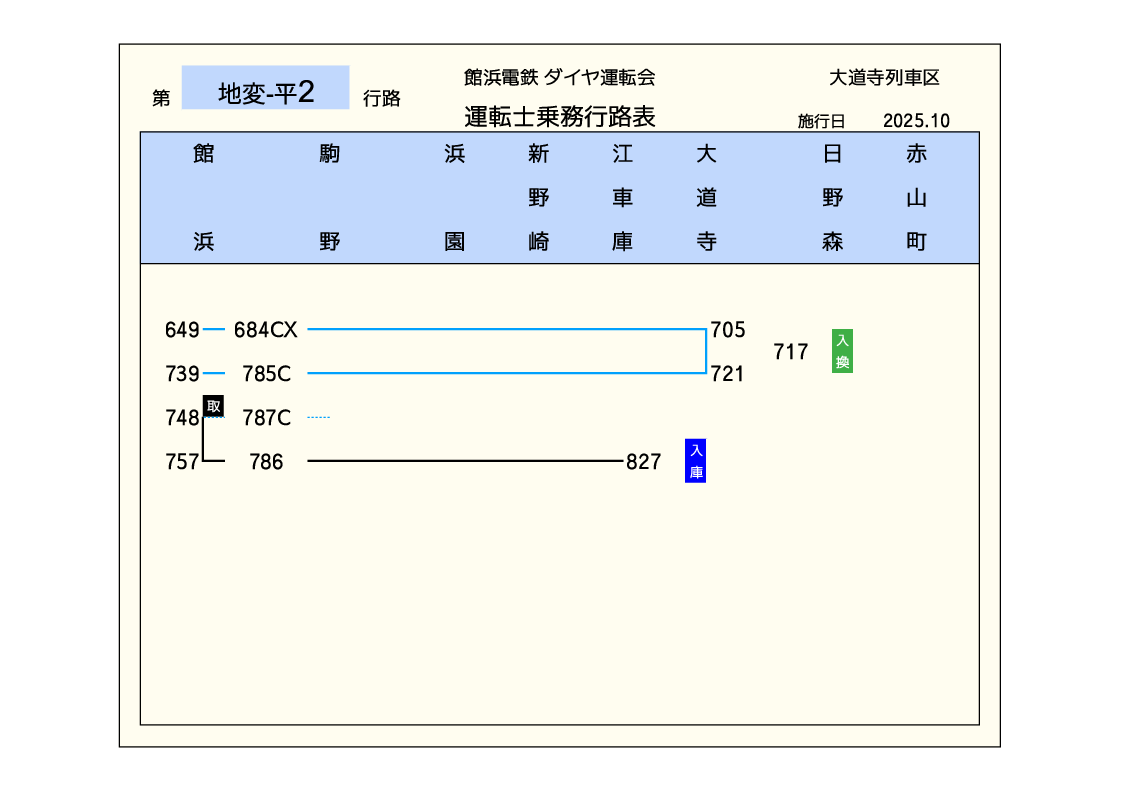 第 地変-平2 行路
館浜電鉄 ダイヤ運転会
運転士乗務行路表
大道寺列車区
施行日 2025.10
館浜 駒野 浜園 新野崎 江車庫 大道寺 日野森 赤山町
649 684CX 705
717 入換
739 785C 721
取
748 787C
757 786 827 入庫